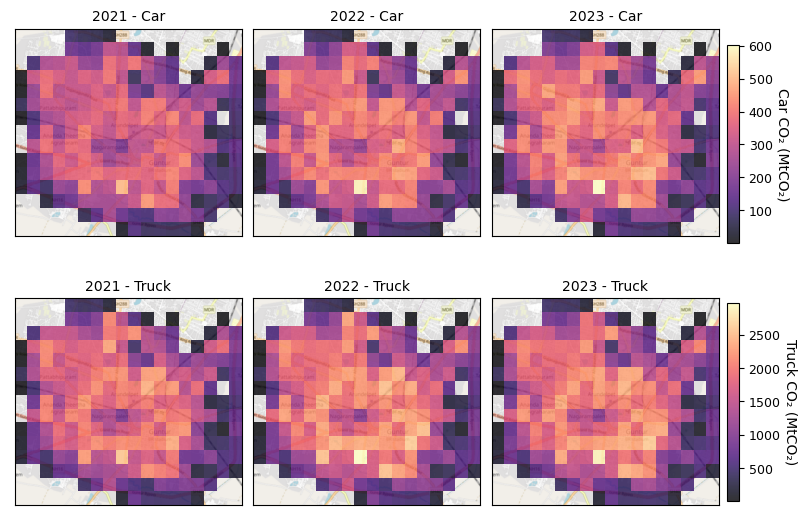 2021 - Car
2022 - Car
2023 - Car
600
500
400
300
200
100
Car CO₂ (MtCO₂)
2021 - Truck
2022 - Truck
2023 - Truck
2500
2000
1500
1000
500
Truck CO₂ (MtCO₂)